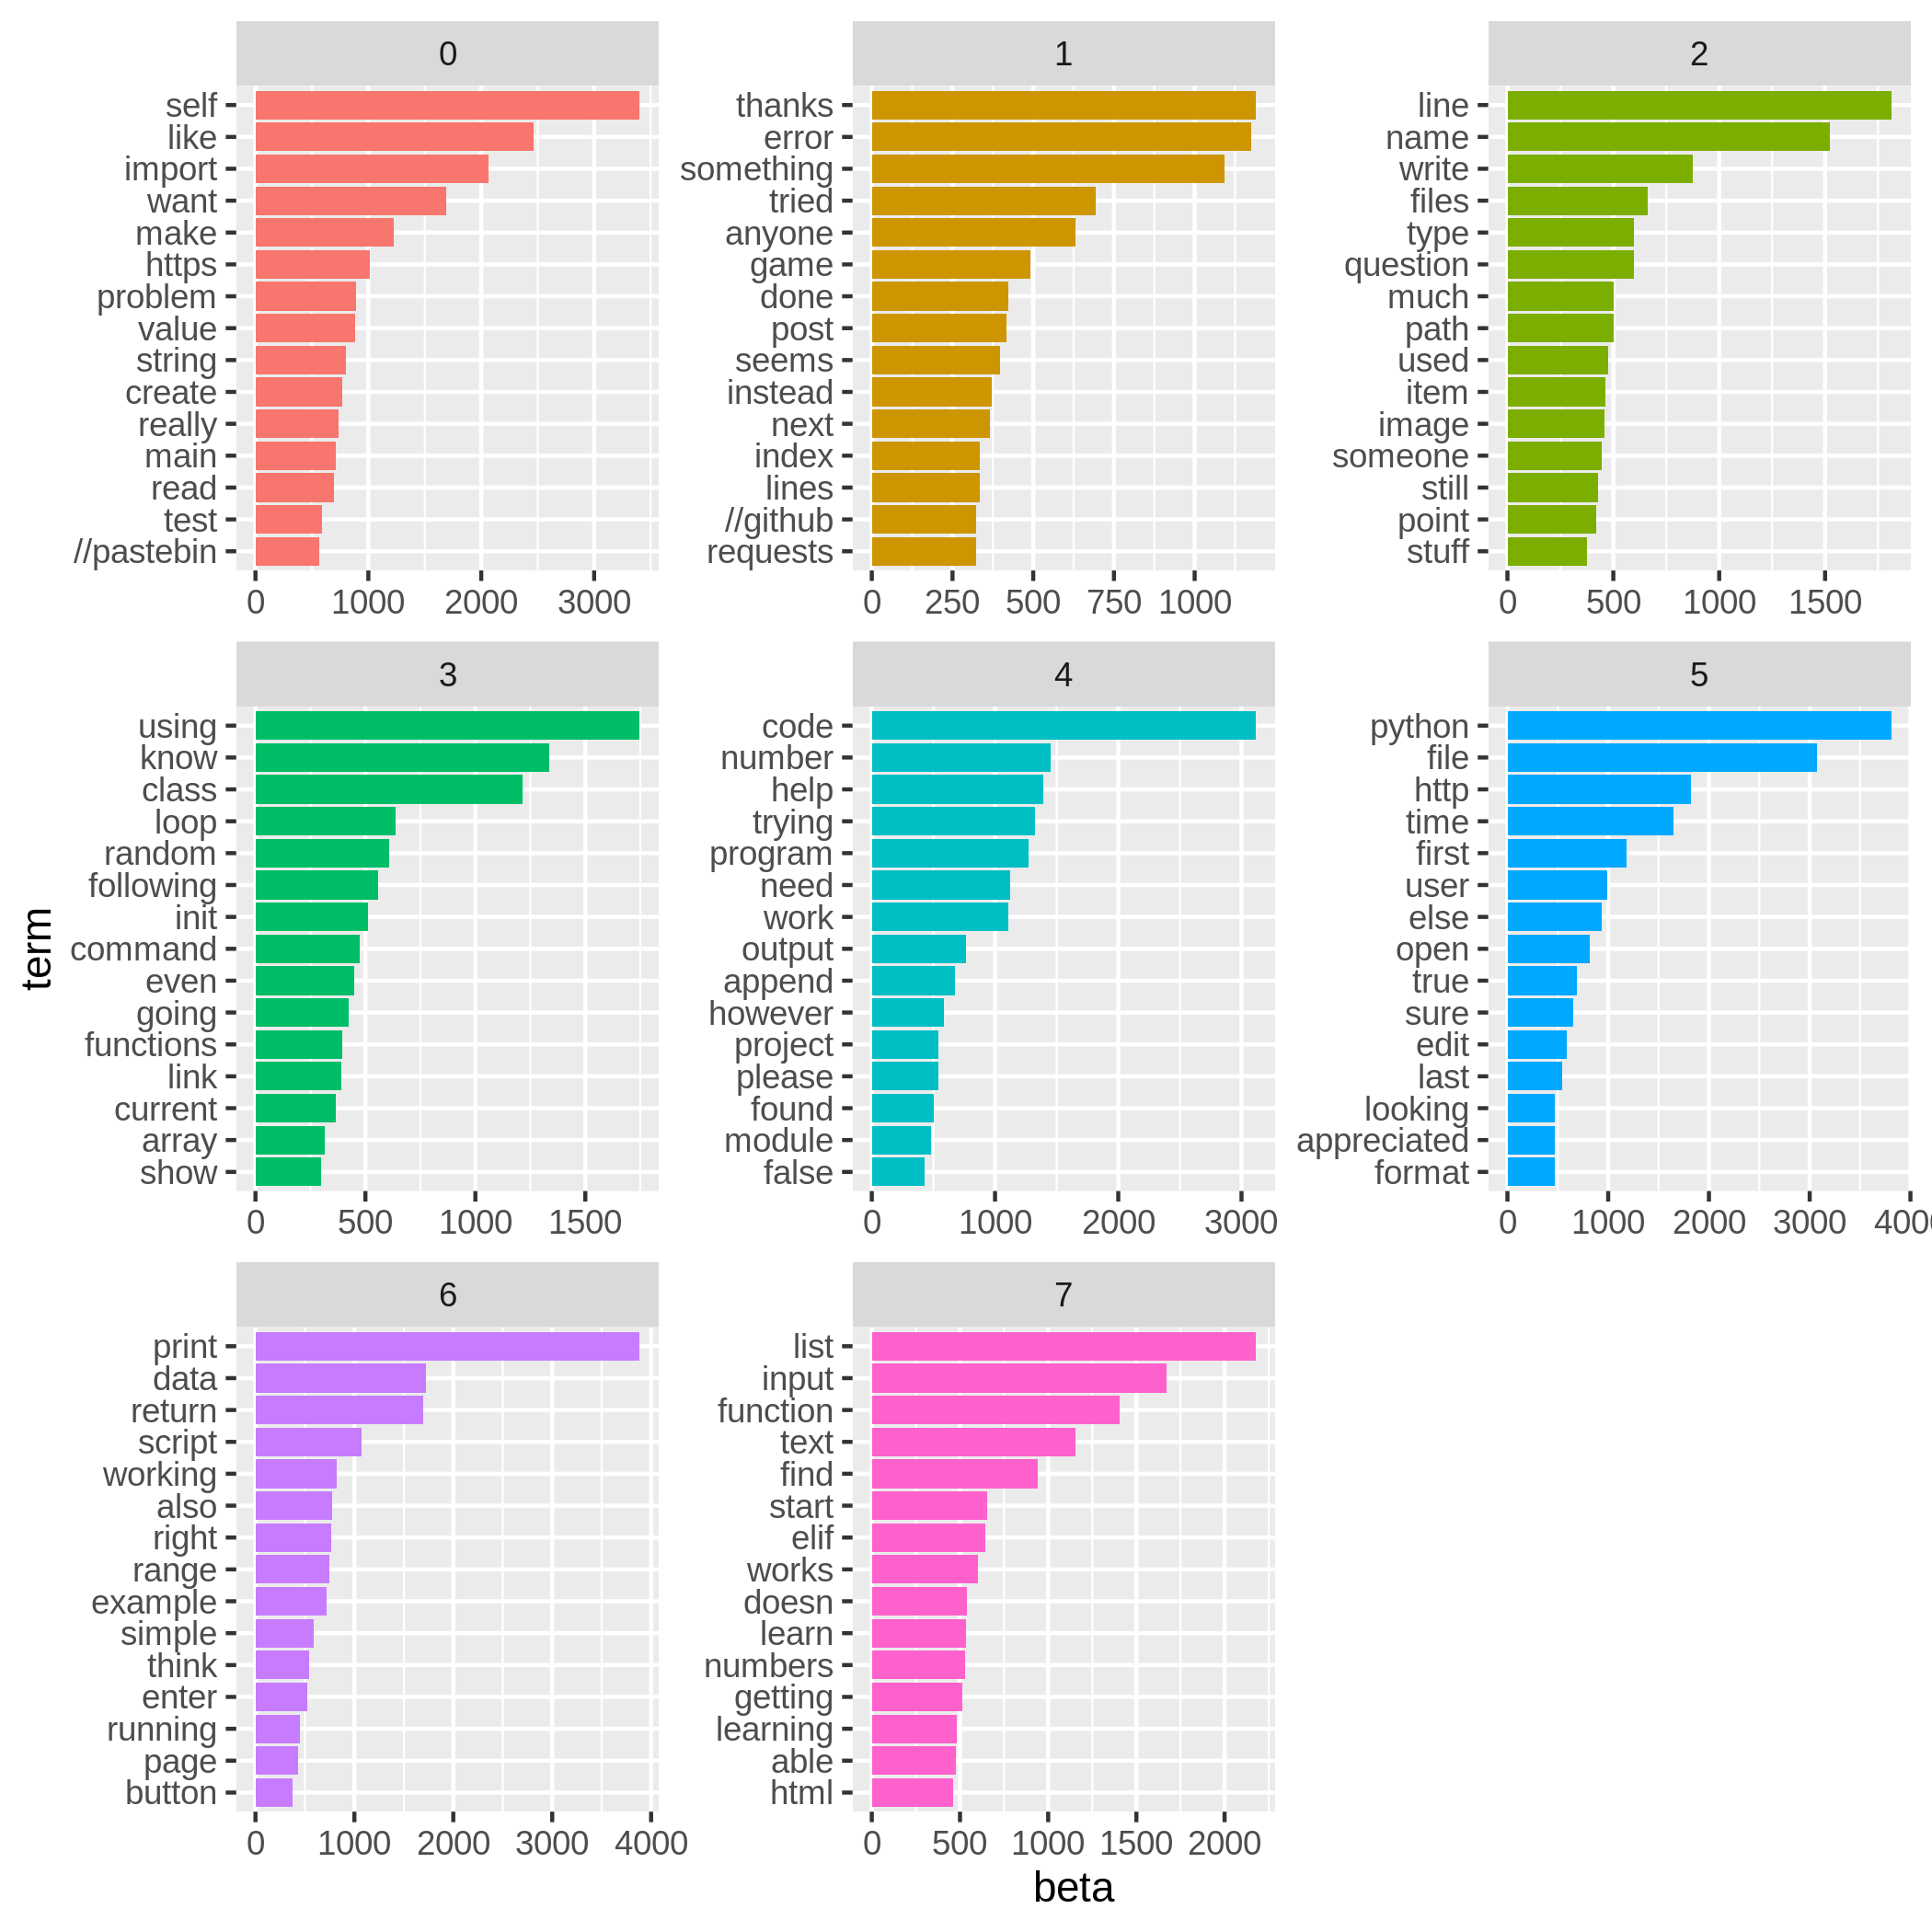 0
self
like
import
want
make
https
problem
value
string
create
really
main
read
test
//pastebin
0 1000 2000 3000
1
thanks
error
something
tried
anyone
game
done
post
seems
instead
next
index
lines
//github
requests
0 250 500 750 1000
2
line
name
write
files
type
question
much
path
used
item
image
someone
still
point
stuff
0 500 1000 1500
term
3
using
know
class
loop
random
following
init
command
even
going
functions
link
current
array
show
0 500 1000 1500
4
code
number
help
trying
program
need
work
output
append
however
project
please
found
module
false
0 1000 2000 3000
5
python
file
http
time
first
user
else
open
true
sure
edit
last
looking
appreciated
format
0 1000 2000 3000 4000
6
print
data
return
script
working
also
right
range
example
simple
think
enter
running
page
button
0 1000 2000 3000 4000
7
list
input
function
text
find
start
elif
works
doesn
learn
numbers
getting
learning
able
html
0 500 1000 1500 2000
beta